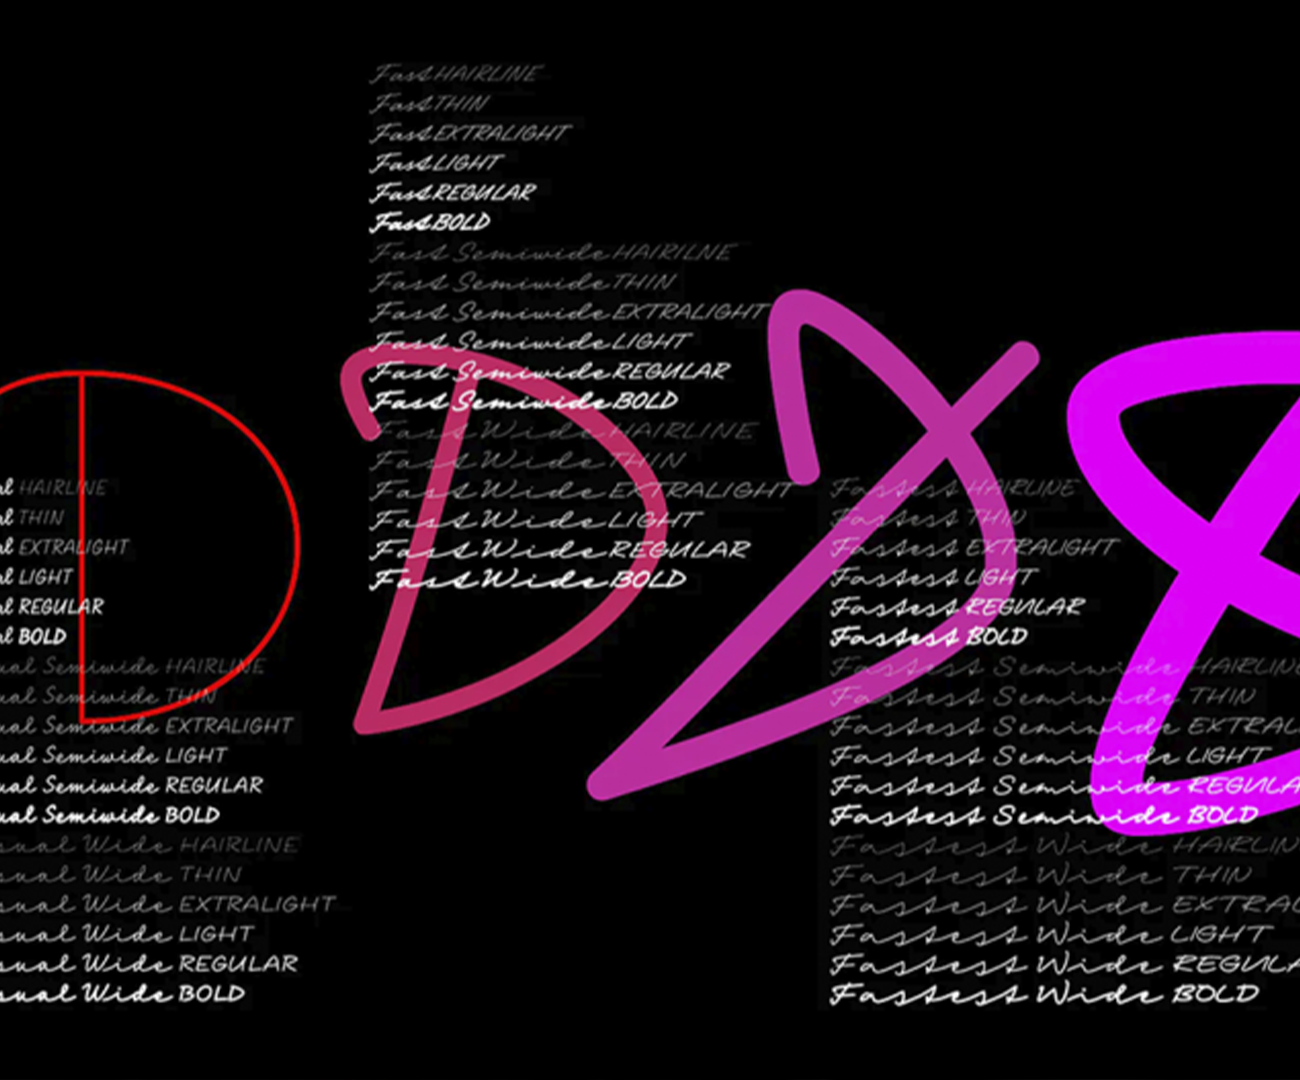 al HAIRLINE
al THIN
al EXTRALIGHT
al LIGHT
al REGULAR
al BOLD
ual Semiwide HAIRLINE
ual Semiwide THIN
ual Semiwide EXTRALIGHT
ual Semiwide LIGHT
ual Semiwide REGULAR
ual Semiwide BOLD
sual Wide HAIRLINE
sual Wide THIN
sual Wide EXTRALIGHT
sual Wide LIGHT
sual Wide REGULAR
sual Wide BOLD
Fast HAIRLINE
Fast THIN
Fast EXTRALIGHT
Fast LIGHT
Fast REGULAR
Fast BOLD
Fast Semiwide HAIRILNE
Fast Semiwide THIN
Fast Semiwide EXTRALIGHT
Fast Semiwide LIGHT
Fast Semiwide REGULAR
Fast Semiwide BOLD
Fast Wide HAIRLINE
Fast Wide THIN
Fast Wide EXTRALIGHT
Fast Wide LIGHT
Fast Wide REGULAR
Fast Wide BOLD
Fastest HAIRLINE
Fastest THIN
Fastest EXTRALIGHT
Fastest LIGHT
Fastest REGULAR
Fastest BOLD
Fastest Semiwide HAIRLINE
Fastest Semiwide THIN
Fastest Semiwide EXTRAL
Fastest Semiwide LIGHT
Fastest Semiwide REGULA
Fastest Semiwide BOLD
Fastest Wide HAIRLIN
Fastest Wide THIN
Fastest Wide EXTRAL
Fastest Wide LIGHT
Fastest Wide REGULA
Fastest Wide BOLD
D D D